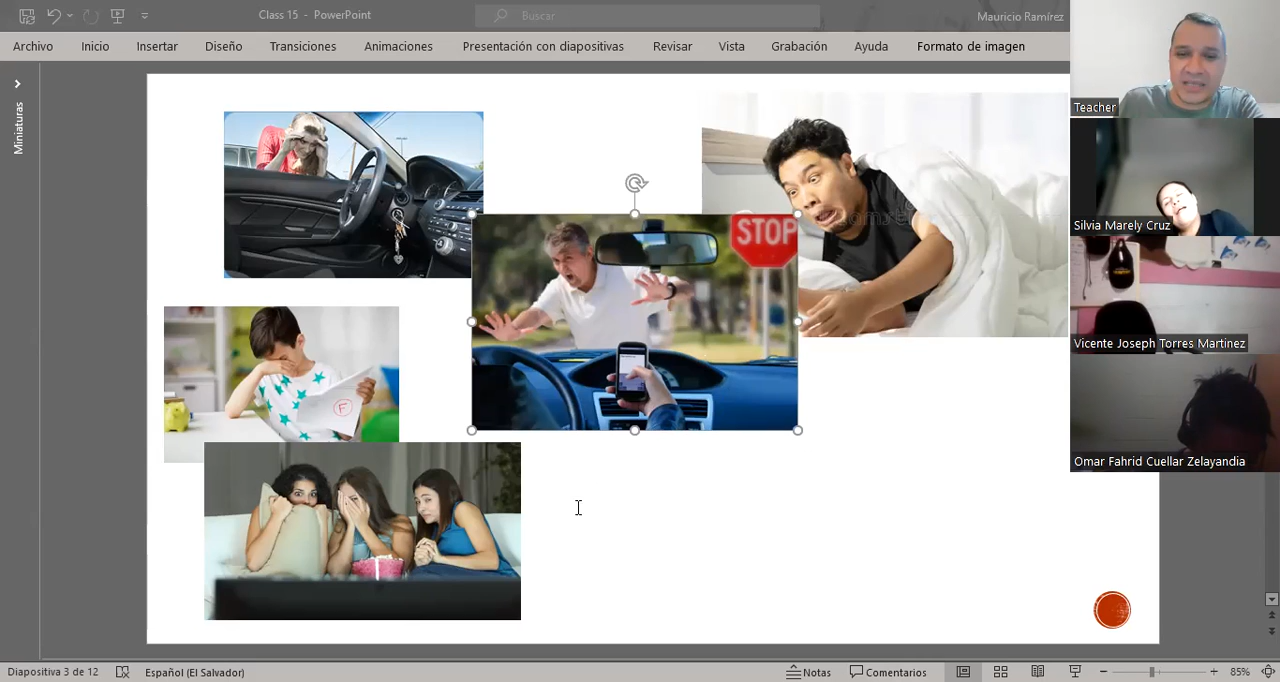 Class 15 - PowerPoint
Buscar
Mauricio Ramírez
Archivo
Inicio
Insertar
Diseño
Transiciones
Animaciones
Presentación con diapositivas
Revisar
Vista
Grabación
Ayuda
Formato de imagen
Miniaturas
STOP
F
Teacher
Silvia Marely Cruz
Vicente Joseph Torres Martinez
Omar Fahrid Cuellar Zelayandia
Diapositiva 3 de 12
Español (El Salvador)
Notas
Comentarios
85%